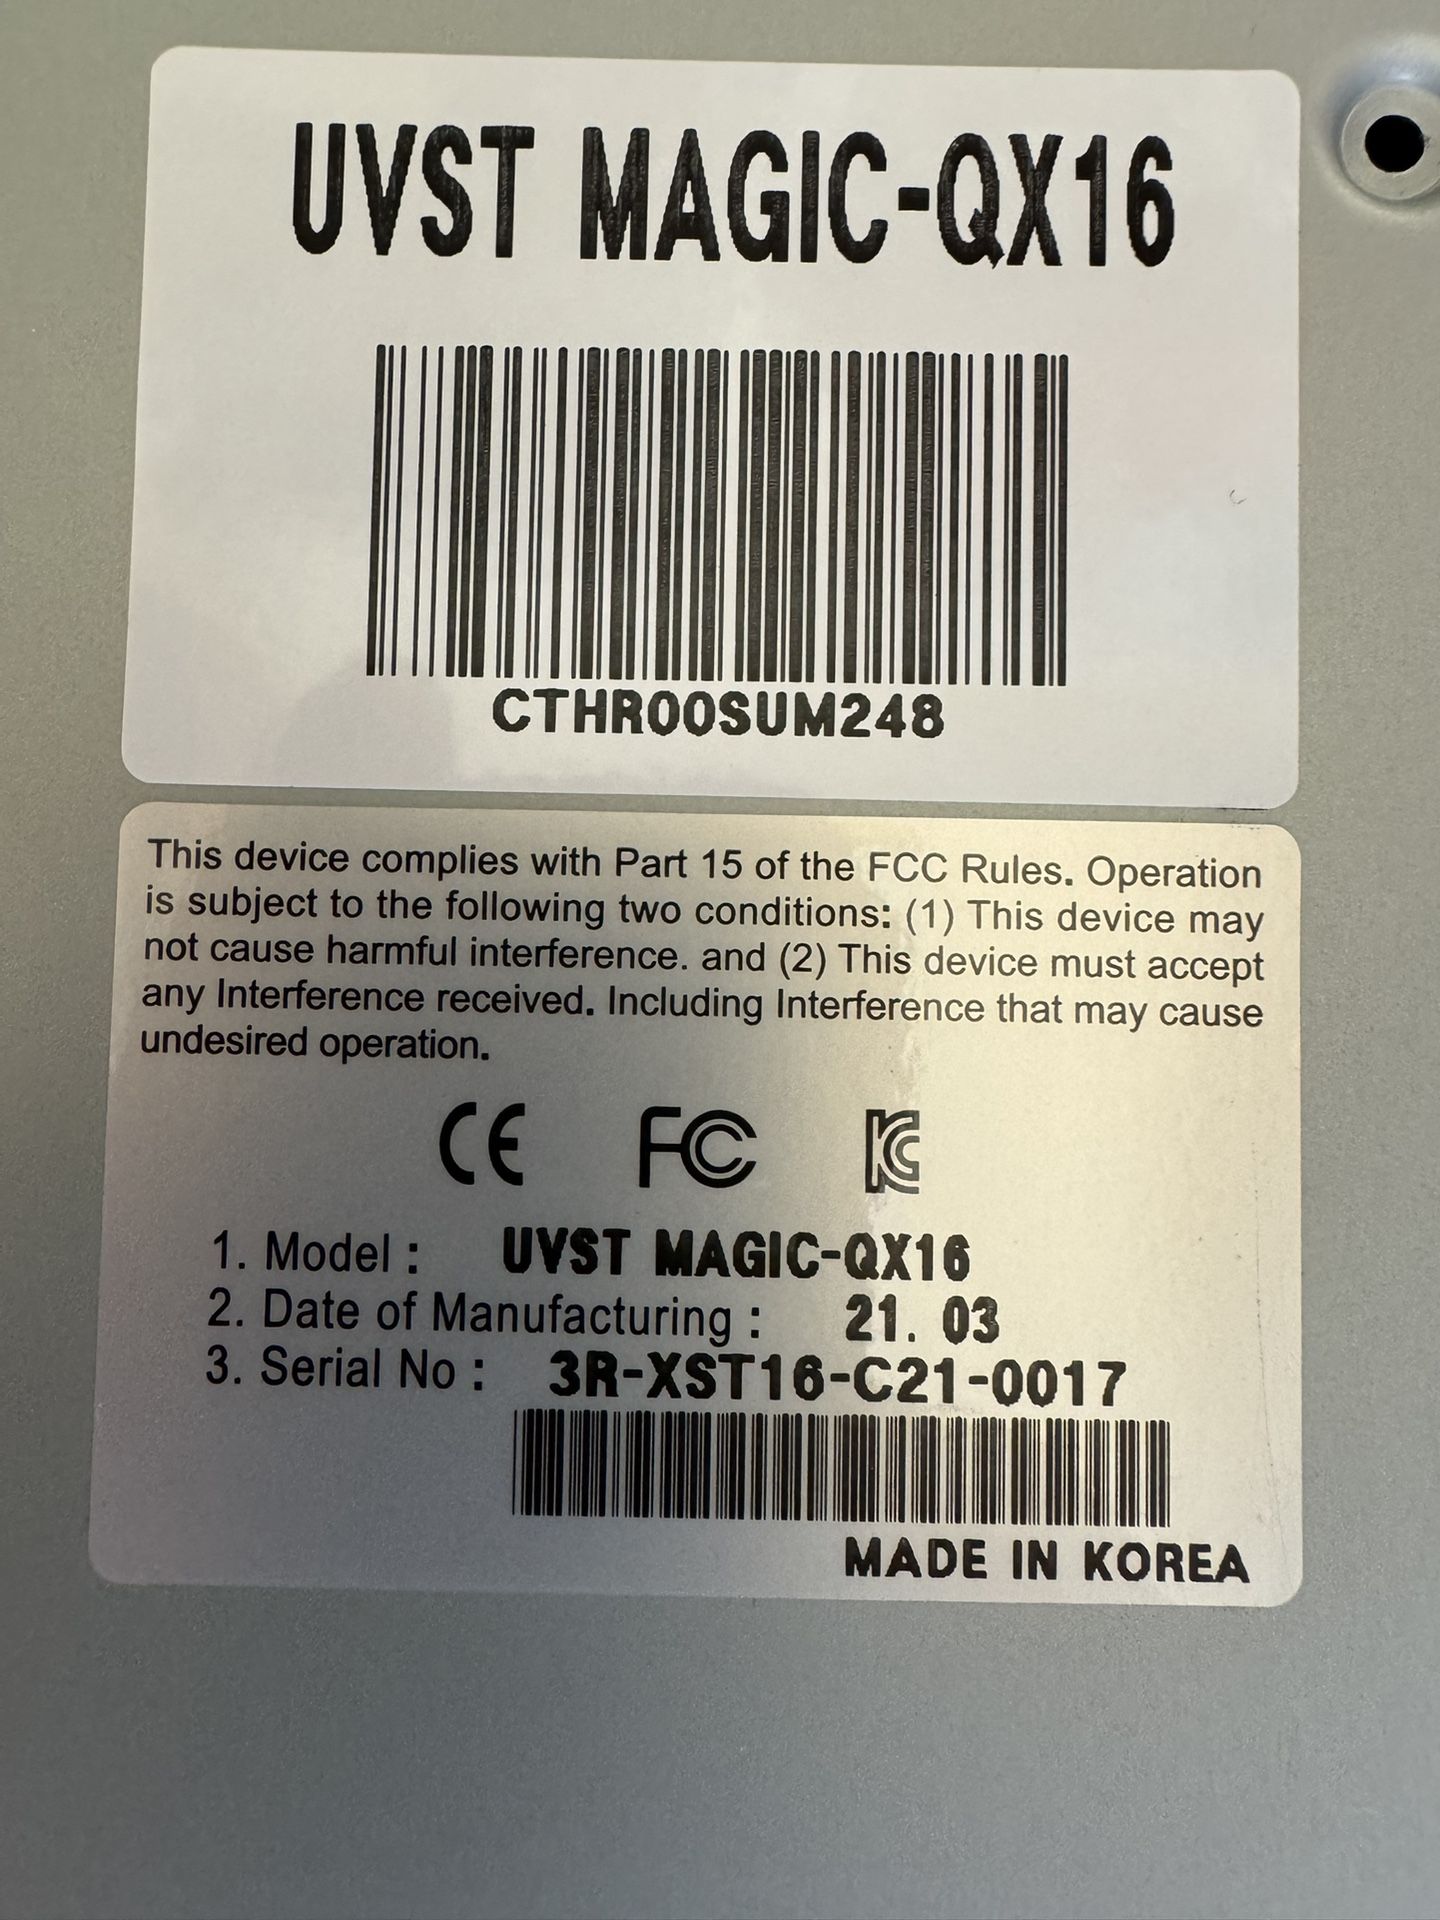 UVST MAGIC-QX16
CTHR00SUM248
This device complies with Part 15 of the FCC Rules. Operation
is subject to the following two conditions: (1) This device may
not cause harmful interference. and (2) This device must accept
any Interference received. Including Interference that may cause
undesired operation.
CE FC KC
1. Model : UVST MAGIC-QX16
2. Date of Manufacturing : 21. 03
3. Serial No : 3R-XST16-C21-0017
MADE IN KOREA